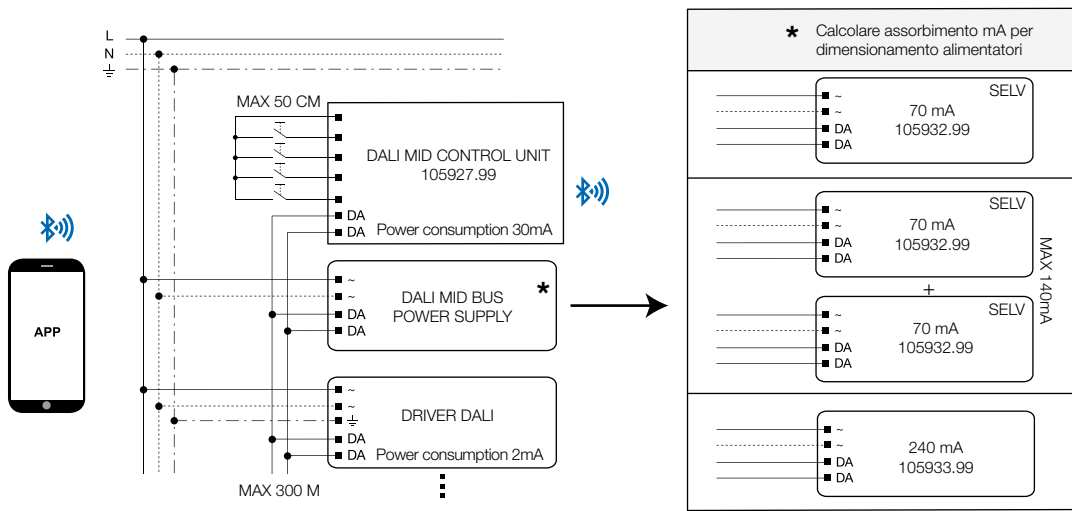 L
N
MAX 50 CM
DALI MID CONTROL UNIT
105927.99
DA
DA
Power consumption 30mA
APP
~
~
DA
DA
DALI MID BUS
POWER SUPPLY
*
~
~
DA
DA
DRIVER DALI
Power consumption 2mA
MAX 300 M
* Calcolare assorbimento mA per
dimensionamento alimentatori
SELV
~
~
DA
DA
70 mA
105932.99
SELV
~
~
DA
DA
70 mA
105932.99
+
SELV
~
~
DA
DA
70 mA
105932.99
MAX 140mA
~
~
DA
DA
240 mA
105933.99